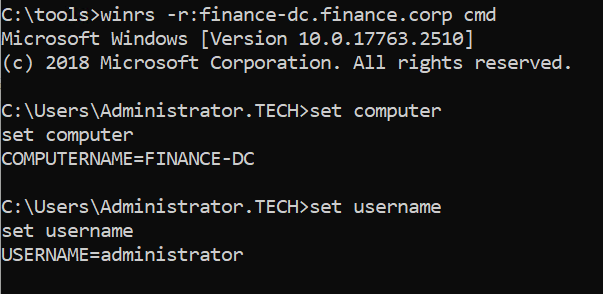 C:\tools>winrs -r:finance-dc.finance.corp cmd
Microsoft Windows [Version 10.0.17763.2510]
(c) 2018 Microsoft Corporation. All rights reserved.
C:\Users\Administrator.TECH>set computer
set computer
COMPUTERNAME=FINANCE-DC
C:\Users\Administrator.TECH>set username
set username
USERNAME=administrator